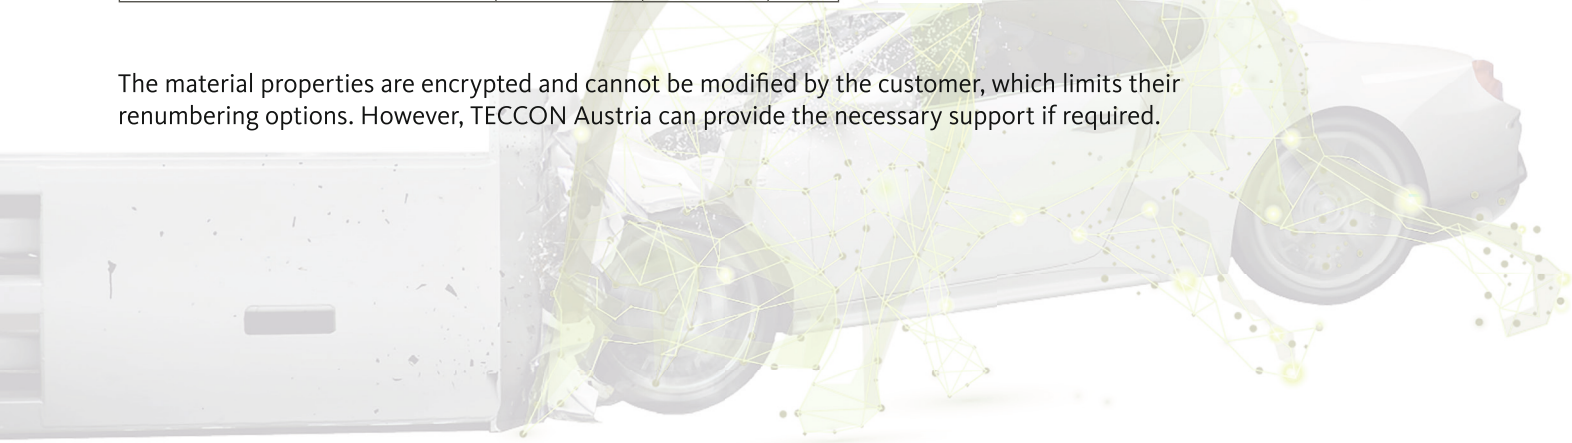 The material properties are encrypted and cannot be modified by the customer, which limits their
renumbering options. However, TECCON Austria can provide the necessary support if required.